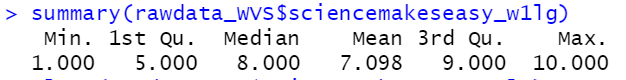 > summary(rawdata_WVS$sciencemakeseasy_w1lg)
Min. 1st Qu. Median Mean 3rd Qu. Max.
1.000 5.000 8.000 7.098 9.000 10.000